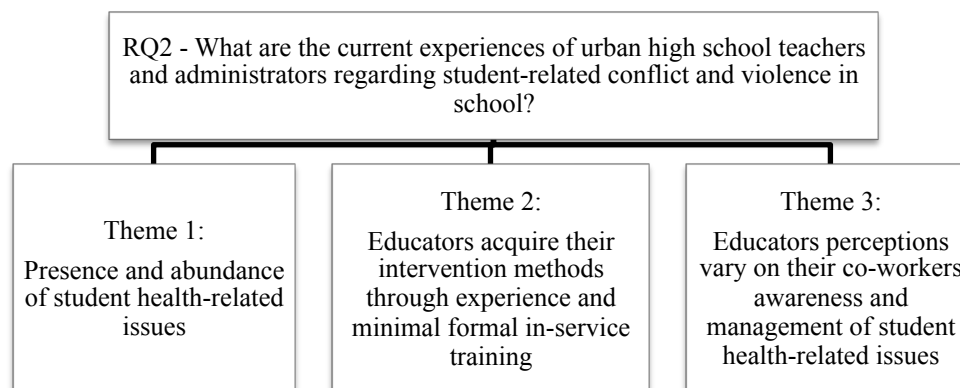 RQ2 - What are the current experiences of urban high school teachers
and administrators regarding student-related conflict and violence in
school?
Theme 1:
Presence and abundance
of student health-related
issues
Theme 2:
Educators acquire their
intervention methods
through experience and
minimal formal in-service
training
Theme 3:
Educators perceptions
vary on their co-workers
awareness and
management of student
health-related issues